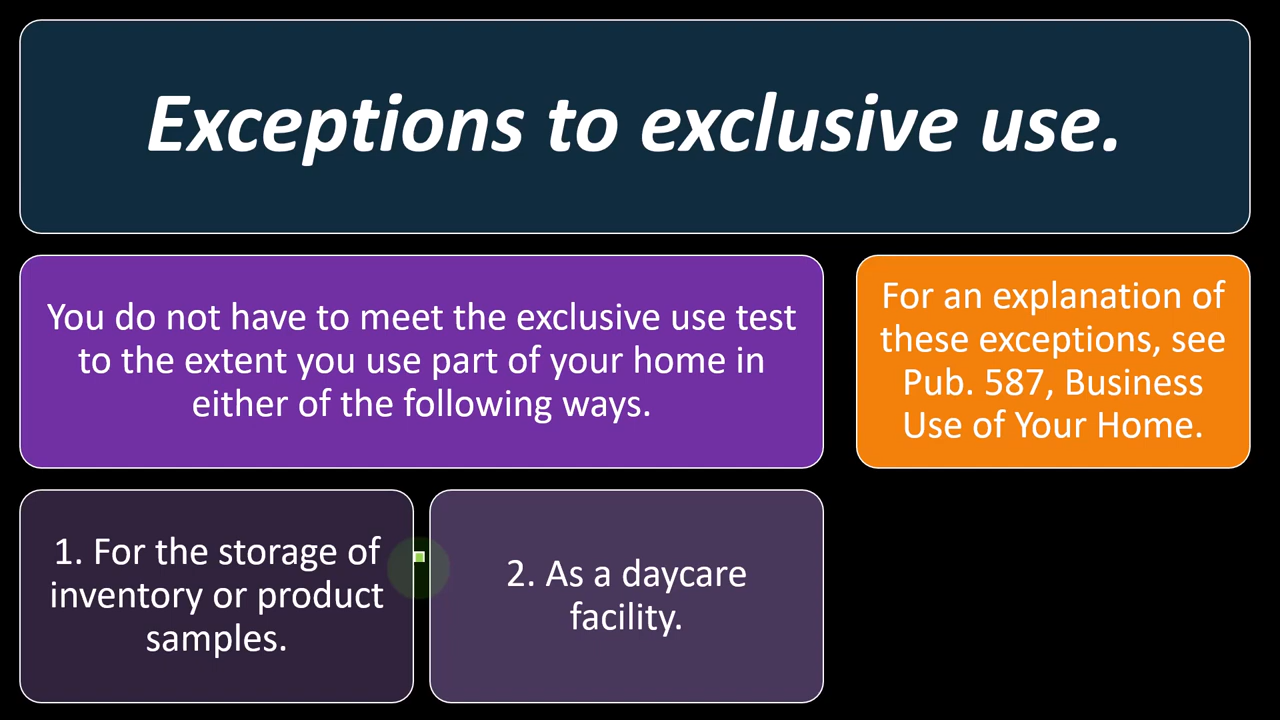 Exceptions to exclusive use.
You do not have to meet the exclusive use test
to the extent you use part of your home in
either of the following ways.
For an explanation of
these exceptions, see
Pub. 587, Business
Use of Your Home.
1. For the storage of
inventory or product
samples.
2. As a daycare
facility.